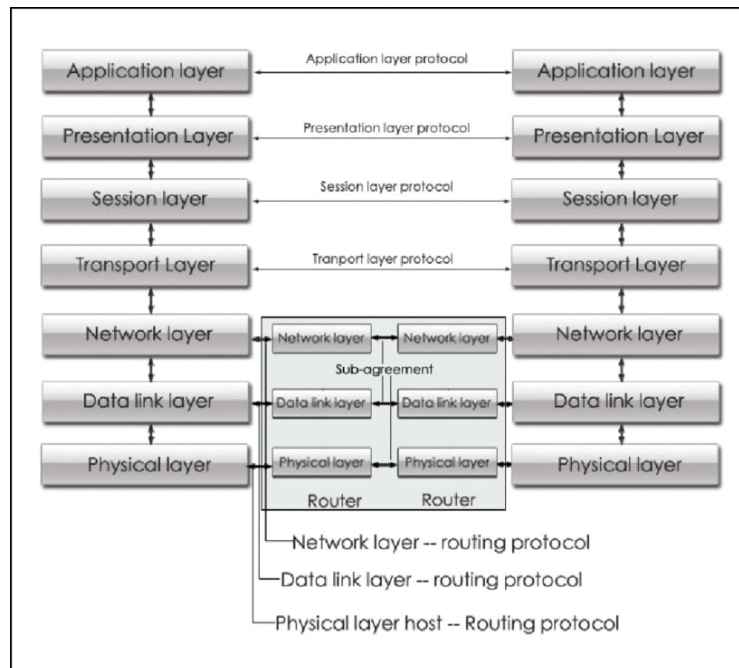 Application layer
Application layer protocol
Application layer
Presentation Layer
Presentation layer protocol
Presentation Layer
Session layer
Session layer protocol
Session layer
Transport Layer
Tranport layer protocol
Transport Layer
Network layer
Network layer
Network layer
Network layer
Sub-agreement
Data link layer
Data link layer
Data link layer
Data link layer
Physical layer
Physical layer
Physical layer
Physical layer
Router
Router
Network layer -- routing protocol
Data link layer -- routing protocol
Physical layer host -- Routing protocol